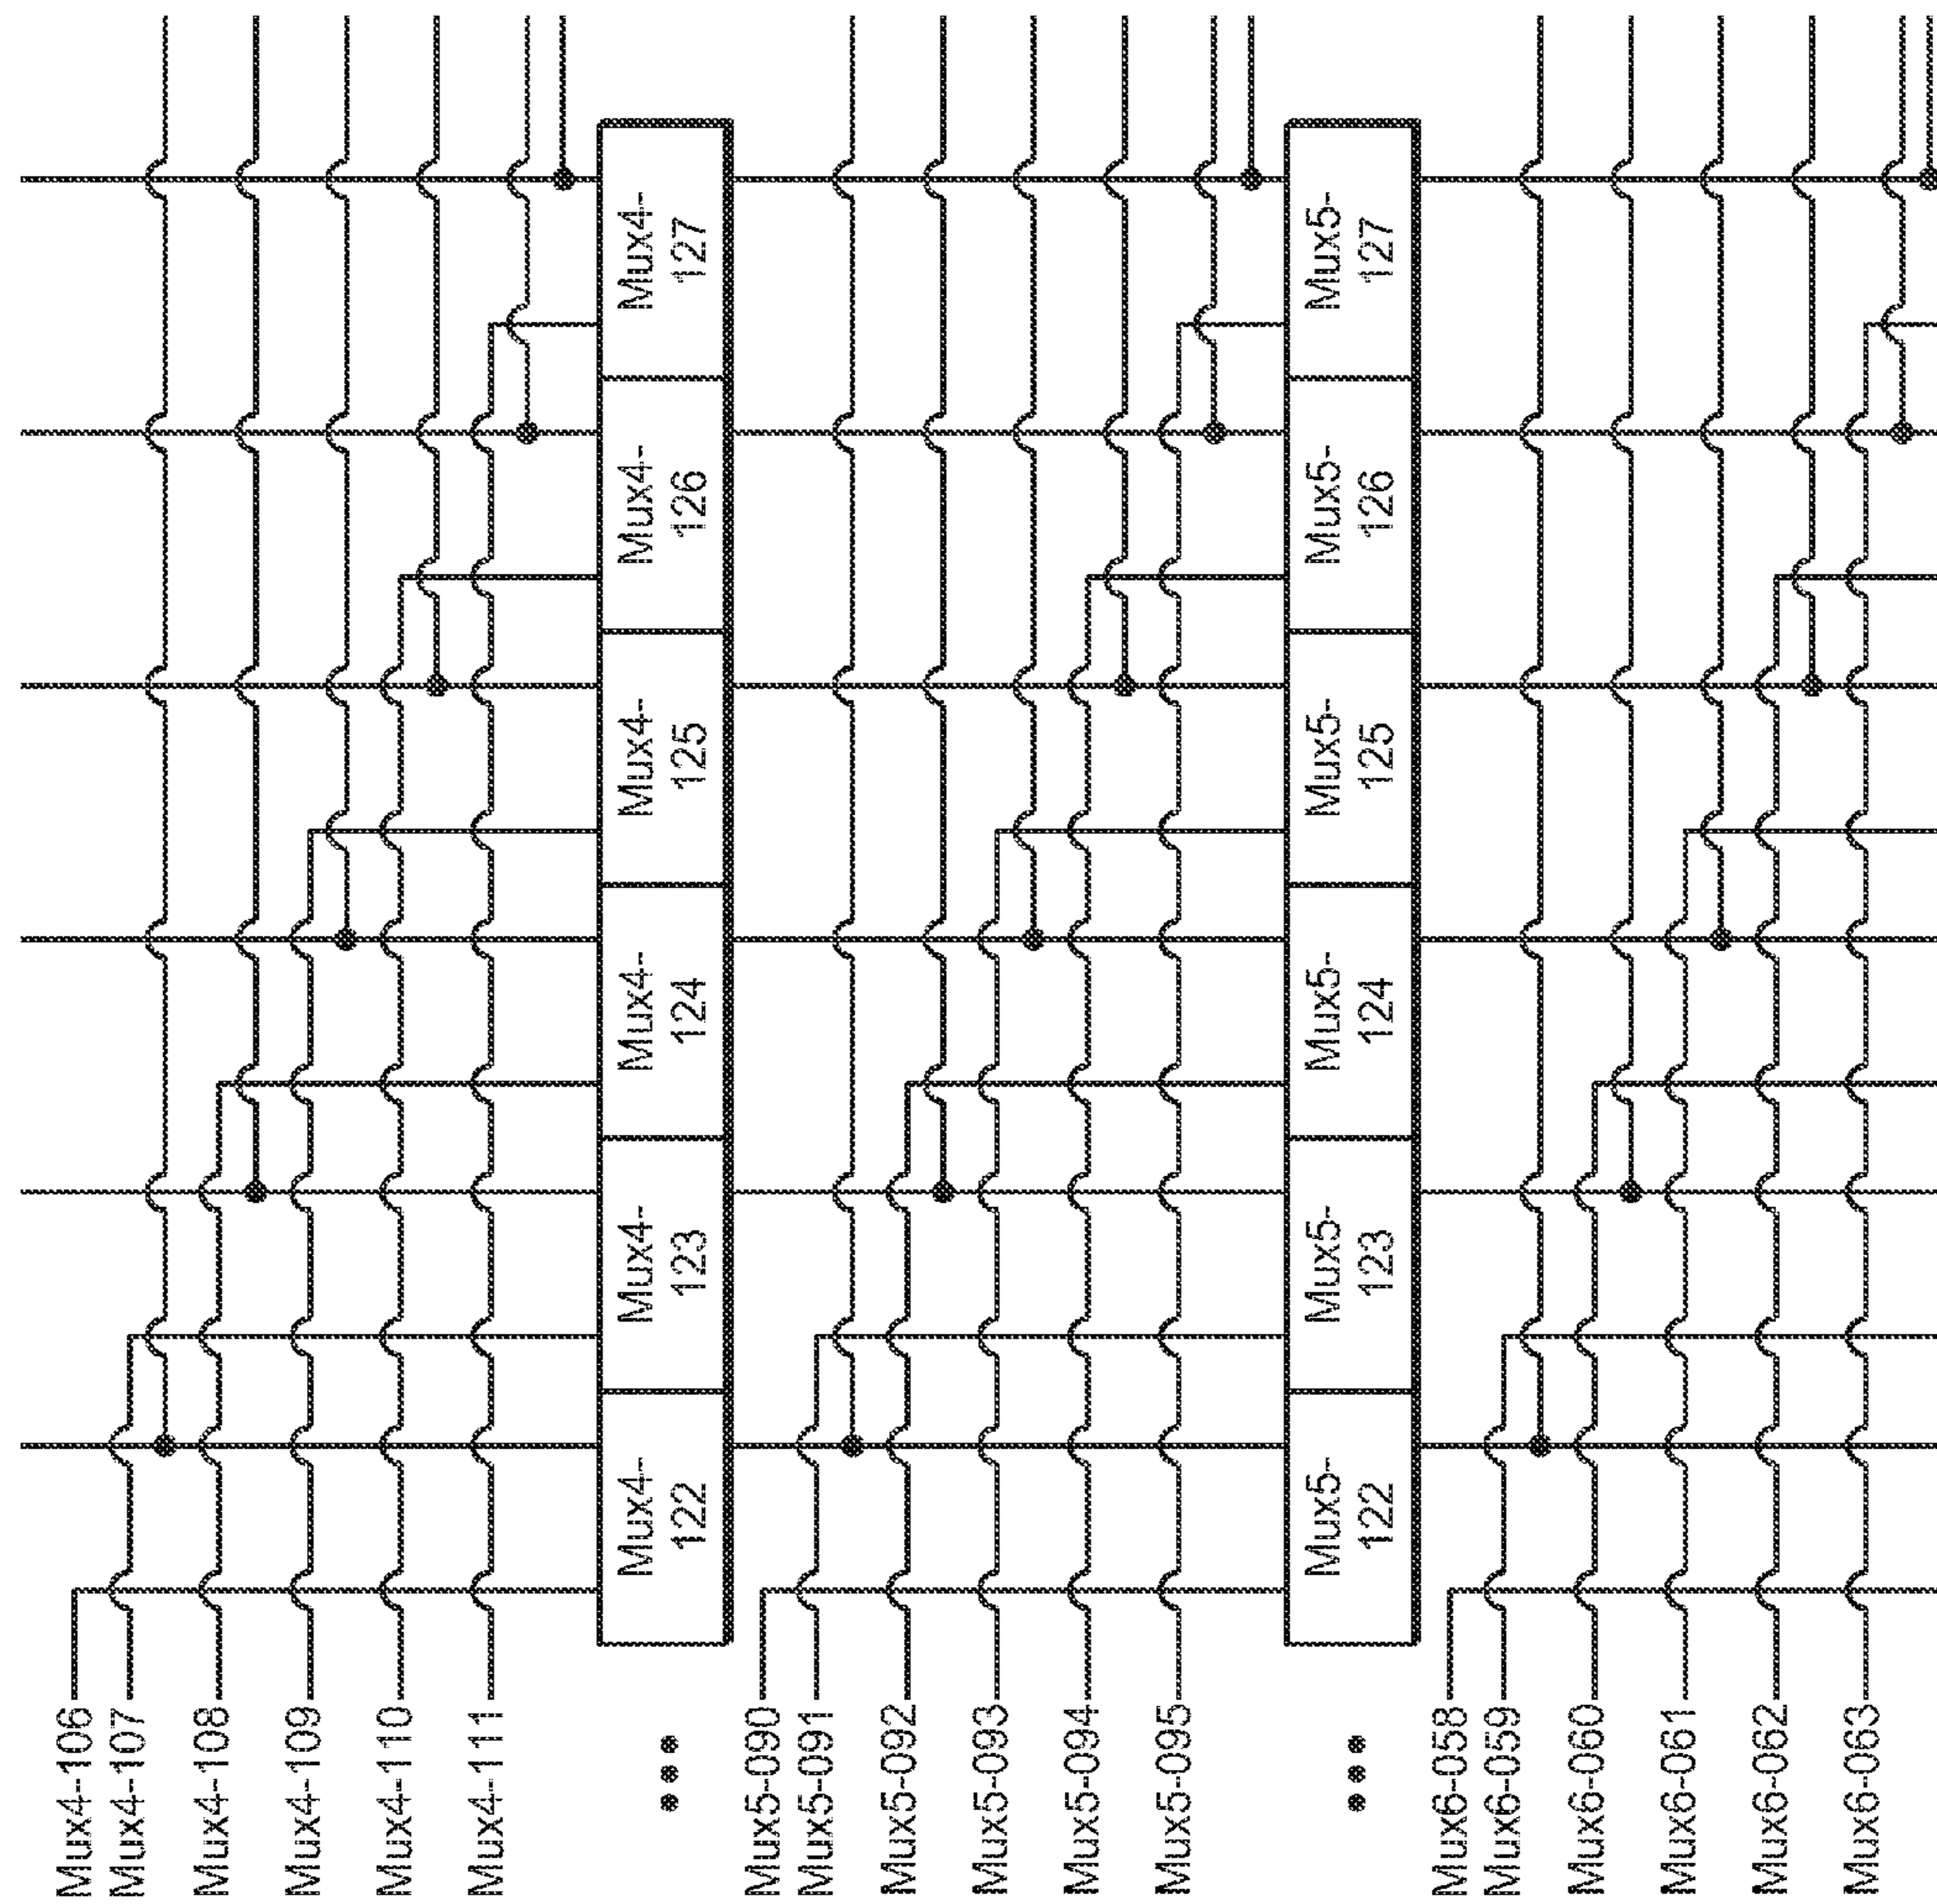 Mux4-106
Mux4-107
Mux4-108
Mux4-109
Mux4-110
Mux4-111
Mux4-
122
Mux4-
123
Mux4-
124
Mux4-
125
Mux4-
126
Mux4-
127
•••
Mux5-090
Mux5-091
Mux5-092
Mux5-093
Mux5-094
Mux5-095
Mux5-
122
Mux5-
123
Mux5-
124
Mux5-
125
Mux5-
126
Mux5-
127
•••
Mux6-058
Mux6-059
Mux6-060
Mux6-061
Mux6-062
Mux6-063